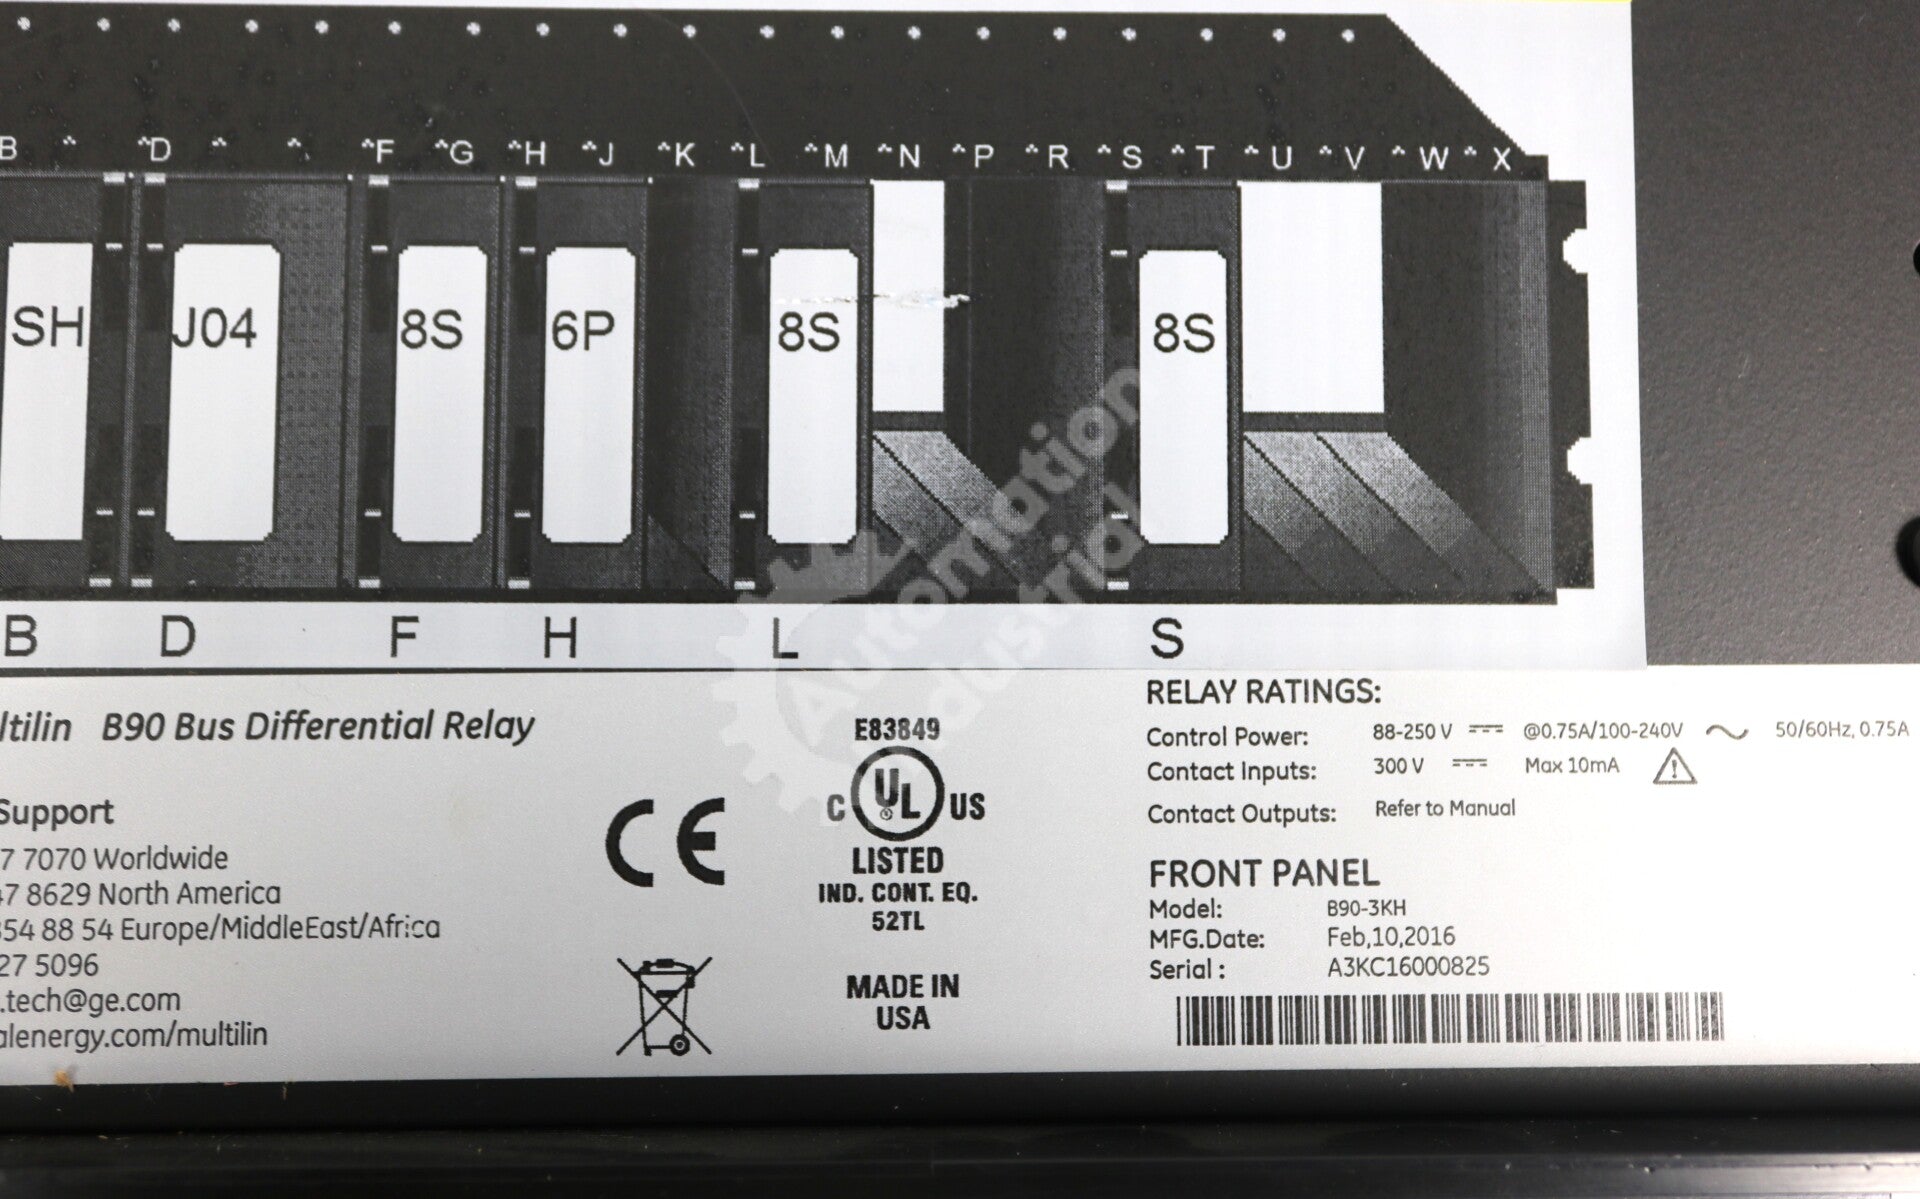 B ^ ^D ^ ^ ^F ^G ^H ^J ^K ^L ^M ^N ^P ^R ^S ^T ^U ^V ^W ^X
SH J04 8S 6P 8S 8S
B D F H L S
ltilin B90 Bus Differential Relay
Support
7 7070 Worldwide
47 8629 North America
354 88 54 Europe/MiddleEast/Africa
27 5096
.tech@ge.com
alenergy.com/multilin
CE
E83849
C UL US
LISTED
IND. CONT. EQ.
52TL
MADE IN
USA
RELAY RATINGS:
Control Power: 88-250 V ⎓ @0.75A/100-240V ∿ 50/60Hz, 0.75A
Contact Inputs: 300 V ⎓ Max 10mA
Contact Outputs: Refer to Manual
FRONT PANEL
Model: B90-3KH
MFG.Date: Feb,10,2016
Serial : A3KC16000825
Automation
Industrial